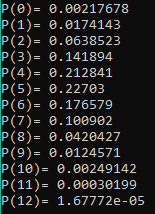 P(0)= 0.00217678
P(1)= 0.0174143
P(2)= 0.0638523
P(3)= 0.141894
P(4)= 0.212841
P(5)= 0.22703
P(6)= 0.176579
P(7)= 0.100902
P(8)= 0.0420427
P(9)= 0.0124571
P(10)= 0.00249142
P(11)= 0.00030199
P(12)= 1.67772e-05